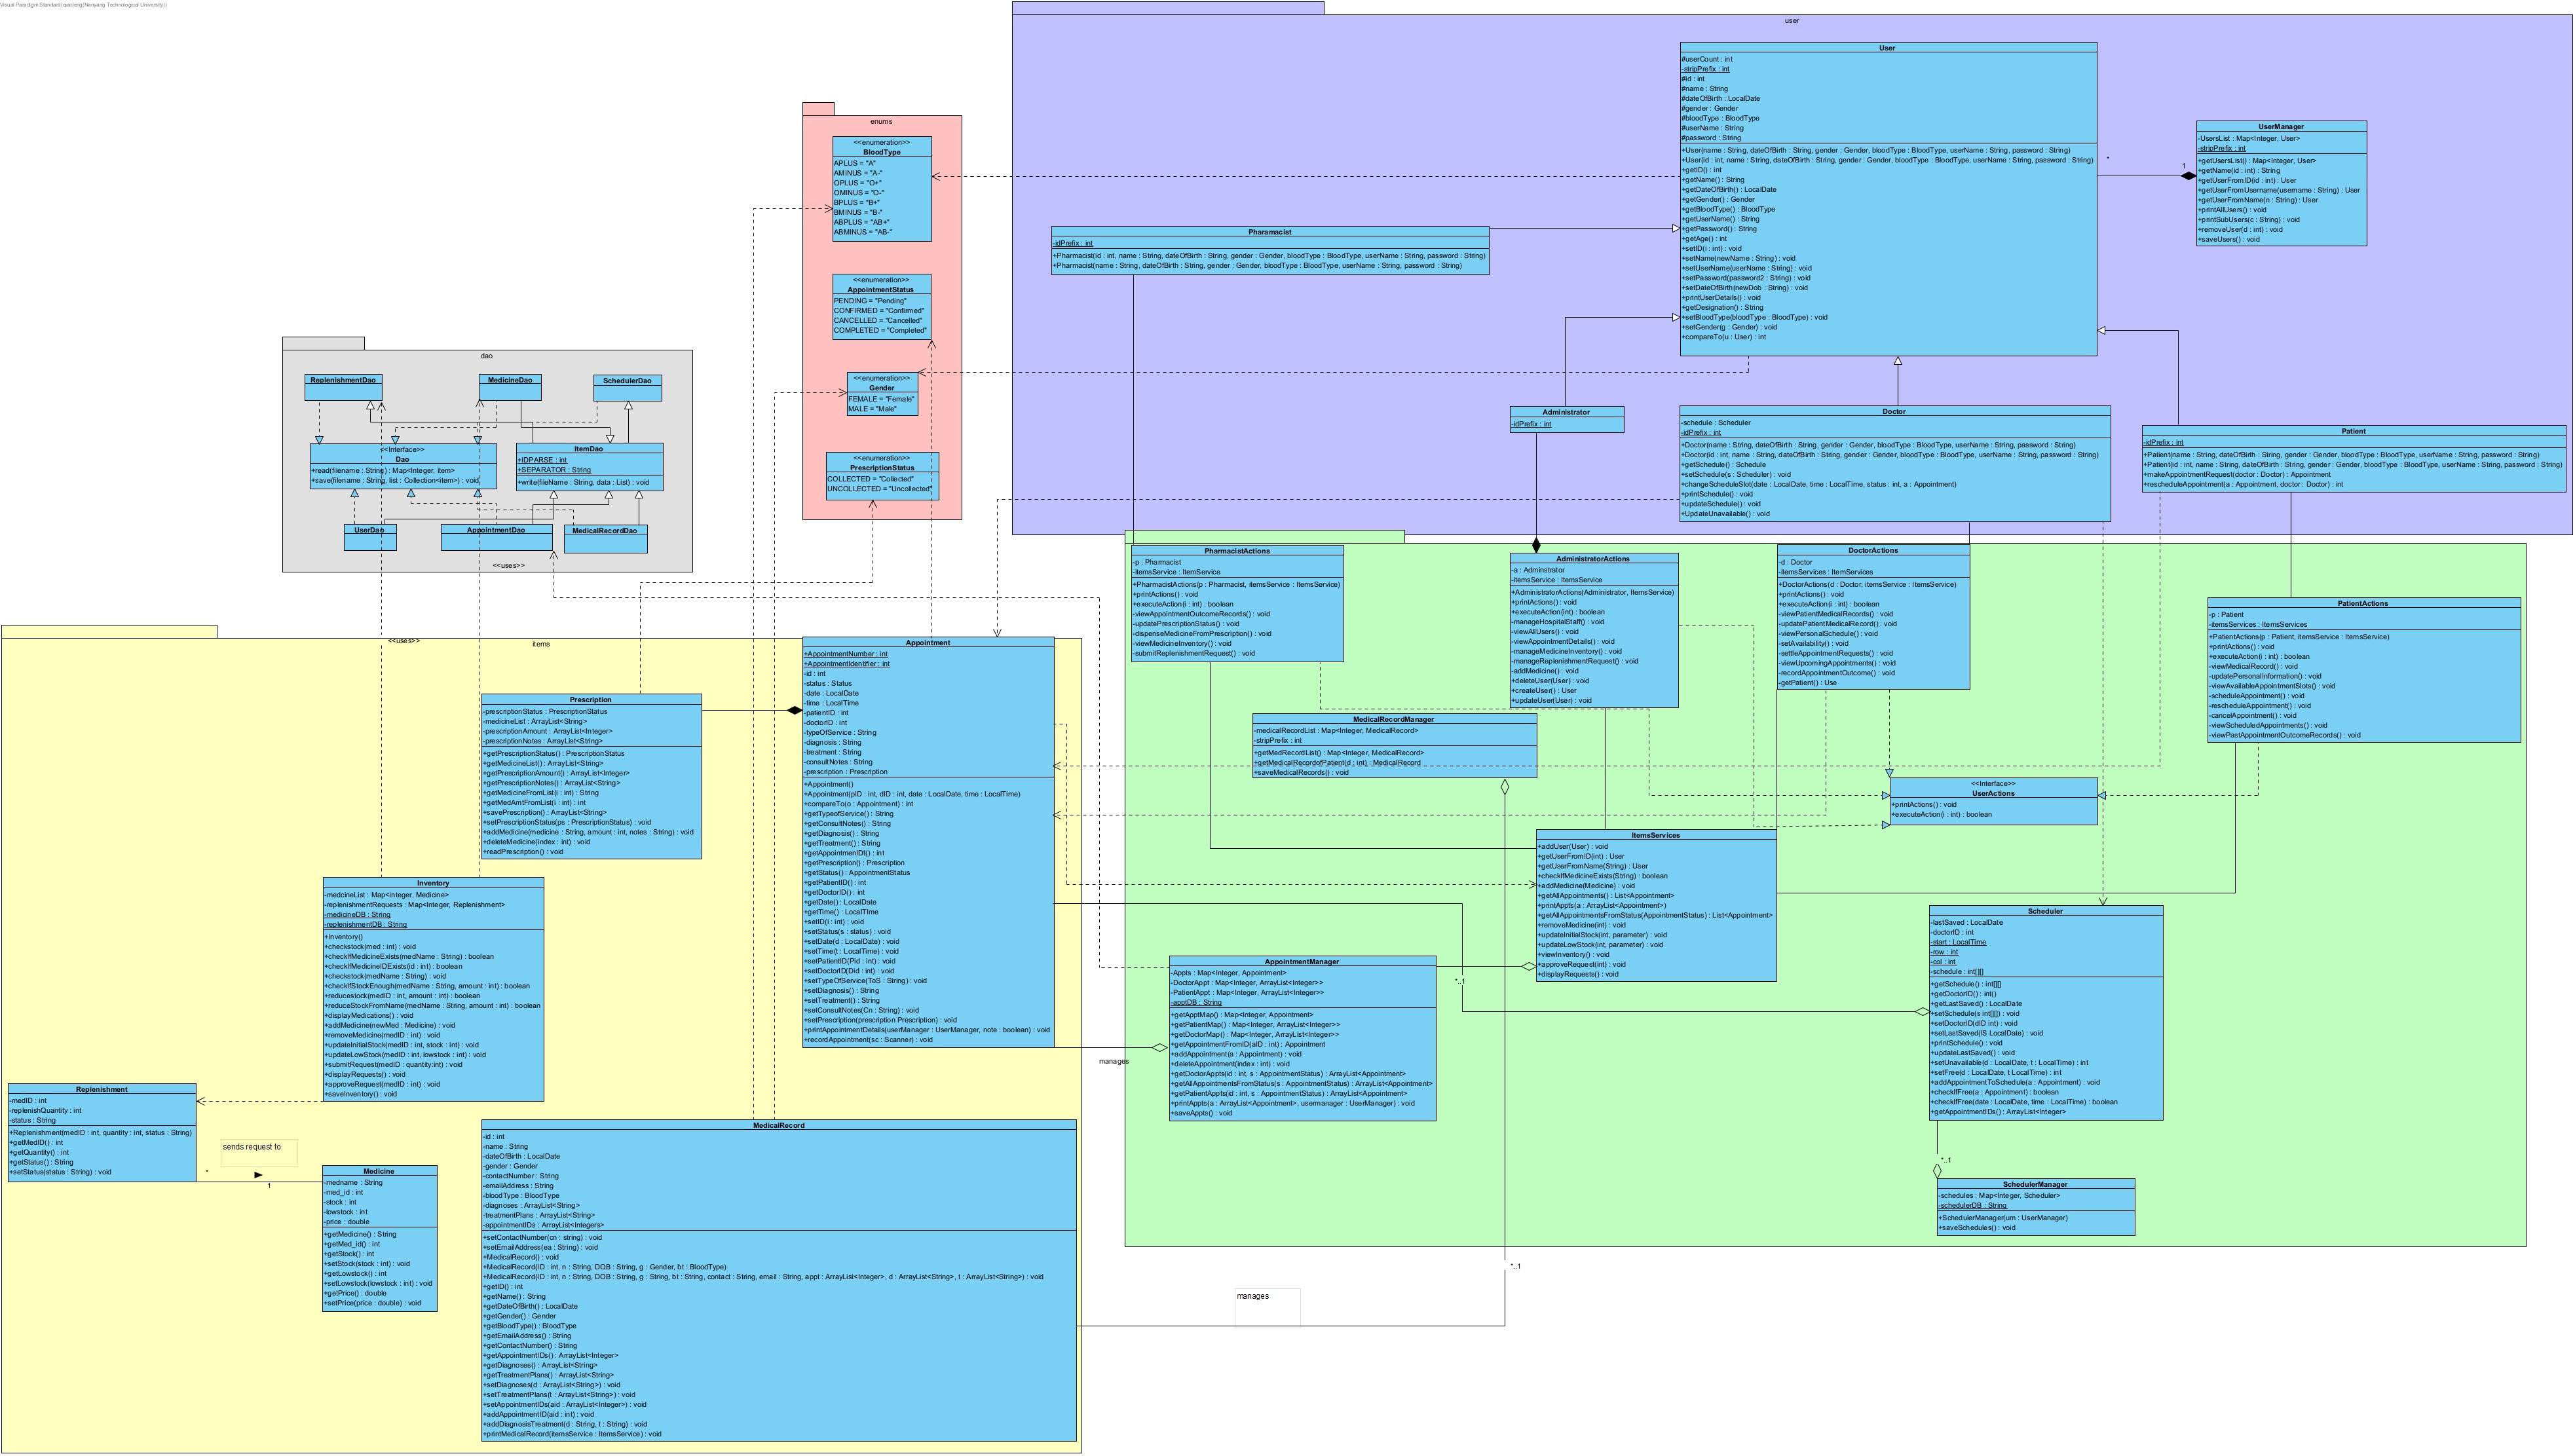 Visual Paradigm Standard(qiaoteng(Nanyang Technological University))
user
User
#userCount : int
-stripPrefix : int
#id : int
#name : String
#dateOfBirth : LocalDate
#gender : Gender
#bloodType : BloodType
#userName : String
#password : String
+User(name : String, dateOfBirth : String, gender : Gender, bloodType : BloodType, userName : String, password : String)
+User(id : int, name : String, dateOfBirth : String, gender : Gender, bloodType : BloodType, userName : String, password : String)
+getID() : int
+getName() : String
+getDateOfBirth() : LocalDate
+getGender() : Gender
+getBloodType() : BloodType
+getUserName() : String
+getPassword() : String
+getAge() : int
+setID(i : int) : void
+setName(newName : String) : void
+setUserName(userName : String) : void
+setPassword(password2 : String) : void
+setDateOfBirth(newDob : String) : void
+printUserDetails() : void
+getDesignation() : String
+setBloodType(bloodType : BloodType) : void
+setGender(g : Gender) : void
+compareTo(u : User) : int
*
1
UserManager
-UsersList : Map<Integer, User>
-stripPrefix : int
+getUsersList() : Map<Integer, User>
+getName(id : int) : String
+getUserFromID(id : int) : User
+getUserFromUsername(username : String) : User
+getUserFromName(n : String) : User
+printAllUsers() : void
+printSubUsers(c : String) : void
+removeUser(d : int) : void
+saveUsers() : void
Pharamacist
-idPrefix : int
+Pharmacist(id : int, name : String, dateOfBirth : String, gender : Gender, bloodType : BloodType, userName : String, password : String)
+Pharmacist(name : String, dateOfBirth : String, gender : Gender, bloodType : BloodType, userName : String, password : String)
Administrator
-idPrefix : int
Doctor
-schedule : Scheduler
-idPrefix : int
+Doctor(name : String, dateOfBirth : String, gender : Gender, bloodType : BloodType, userName : String, password : String)
+Doctor(id : int, name : String, dateOfBirth : String, gender : Gender, bloodType : BloodType, userName : String, password : String)
+getSchedule() : Schedule
+setSchedule(s : Scheduler) : void
+changeScheduleSlot(date : LocalDate, time : LocalTime, status : int, a : Appointment)
+printSchedule() : void
+updateSchedule() : void
+UpdateUnavailable() : void
Patient
-idPrefix : int
+Patient(name : String, dateOfBirth : String, gender : Gender, bloodType : BloodType, userName : String, password : String)
+Patient(id : int, name : String, dateOfBirth : String, gender : Gender, bloodType : BloodType, userName : String, password : String)
+makeAppointmentRequest(doctor : Doctor) : Appointment
+rescheduleAppointment(a : Appointment, doctor : Doctor) : int
enums
<<enumeration>>
BloodType
APLUS = "A"
AMINUS = "A-"
OPLUS = "O+"
OMINUS = "O-"
BPLUS = "B+"
BMINUS = "B-"
ABPLUS = "AB+"
ABMINUS = "AB-"
<<enumeration>>
AppointmentStatus
PENDING = "Pending"
CONFIRMED = "Confirmed"
CANCELLED = "Cancelled"
COMPLETED = "Completed"
<<enumeration>>
Gender
FEMALE = "Female"
MALE = "Male"
<<enumeration>>
PrescriptionStatus
COLLECTED = "Collected"
UNCOLLECTED = "Uncollected"
dao
ReplenishmentDao
MedicineDao
SchedulerDao
<<Interface>>
Dao
+read(filename : String) : Map<Integer, item>
+save(filename : String, list : Collection<item>) : void
ItemDao
+IDPARSE : int
+SEPARATOR : String
+write(fileName : String, data : List) : void
UserDao
AppointmentDao
MedicalRecordDao
<<uses>>
<<uses>>
items
Prescription
-prescriptionStatus : PrescriptionStatus
-medicineList : ArrayList<String>
-prescriptionAmount : ArrayList<Integer>
-prescriptionNotes : ArrayList<String>
+getPrescriptionStatus() : PrescriptionStatus
+getMedicineList() : ArrayList<String>
+getPrescriptionAmount() : ArrayList<Integer>
+getPrescriptionNotes() : ArrayList<String>
+getMedicineFromList(i : int) : String
+getMedAmtFromList(i : int) : int
+savePrescription() : ArrayList<String>
+setPrescriptionStatus(ps : PrescriptionStatus) : void
+addMedicine(medicine : String, amount : int, notes : String) : void
+deleteMedicine(index : int) : void
+readPrescription() : void
Appointment
+AppointmentNumber : int
+AppointmentIdentifier : int
-id : int
-status : Status
-date : LocalDate
-time : LocalTime
-patientID : int
-doctorID : int
-typeOfService : String
-diagnosis : String
-treatment : String
-consultNotes : String
-prescription : Prescription
+Appointment()
+Appointment(pID : int, dID : int, date : LocalDate, time : LocalTime)
+compareTo(o : Appointment) : int
+getTypeofService() : String
+getConsultNotes() : String
+getDiagnosis() : String
+getTreatment() : String
+getAppointmenIDt() : int
+getPrescription() : Prescription
+getStatus() : AppointmentStatus
+getPatientID() : int
+getDoctorID() : int
+getDate() : LocalDate
+getTime() : LocalTIme
+setID(i : int) : void
+setStatus(s : status) : void
+setDate(d : LocalDate) : void
+setTime(t : LocalTime) : void
+setPatientID(Pid : int) : void
+setDoctorID(Did : int) : void
+setTypeOfService(ToS : String) : void
+setDiagnosis() : String
+setTreatment() : String
+setConsultNotes(Cn : String) : void
+setPrescription(prescription Prescription) : void
+printAppointmentDetails(userManager : UserManager, note : boolean) : void
+recordAppointment(sc : Scanner) : void
Inventory
-medcineList : Map<Integer, Medicine>
-replenishmentRequests : Map<Integer, Replenishment>
-medicineDB : String
-replenishmentDB : String
+Inventory()
+checkstock(med : int) : void
+checkIfMedicineExists(medName : String) : boolean
+checkIfMedicineIDExists(id : int) : boolean
+checkstock(medName : String) : void
+checkIfStockEnough(medName : String, amount : int) : boolean
+reducestock(medID : int, amount : int) : boolean
+reduceStockFromName(medName : String, amount : int) : boolean
+displayMedications() : void
+addMedicine(newMed : Medicine) : void
+removeMedicine(medID : int) : void
+updateInitialStock(medID : int, stock : int) : void
+updateLowStock(medID : int, lowstock : int) : void
+submitRequest(medID : quantity:int) : void
+displayRequests() : void
+approveRequest(medID : int) : void
+saveInventory() : void
Replenishment
-medID : int
-replenishQuantity : int
-status : String
+Replenishment(medID : int, quantity : int, status : String)
+getMedID() : int
+getQuantity() : int
+getStatus() : String
+setStatus(status : String) : void
sends request to
*
1
Medicine
-medname : String
-med_id : int
-stock : int
-lowstock : int
-price : double
+getMedicine() : String
+getMed_id() : int
+getStock() : int
+setStock(stock : int) : void
+getLowstock() : int
+setLowstock(lowstock : int) : void
+getPrice() : double
+setPrice(price : double) : void
MedicalRecord
-id : int
-name : String
-dateOfBirth : LocalDate
-gender : Gender
-contactNumber : String
-emailAddress : String
-bloodType : BloodType
-diagnoses : ArrayList<String>
-treatmentPlans : ArrayList<String>
-appointmentIDs : ArrayList<Integers>
+setContactNumber(cn : string) : void
+setEmailAddress(ea : String) : void
+MedicalRecord() : void
+MedicalRecord(ID : int, n : String, DOB : String, g : Gender, bt : BloodType)
+MedicalRecord(ID : int, n : String, DOB : String, g : String, bt : String, contact : String, email : String, appt : ArrayList<Integer>, d : ArrayList<String>, t : ArrayList<String>) : void
+getID() : int
+getName() : String
+getDateOfBirth() : LocalDate
+getGender() : Gender
+getBloodType() : BloodType
+getEmailAddress() : String
+getContactNumber() : String
+getAppointmentIDs() : ArrayList<Integer>
+getDiagnoses() : ArrayList<String>
+getTreatmentPlans() : ArrayList<String>
+setDiagnoses(d : ArrayList<String>) : void
+setTreatmentPlans(t : ArrayList<String>) : void
+setAppointmentIDs(aid : ArrayList<Integer>) : void
+addAppointmentID(aid : int) : void
+addDiagnosisTreatment(d : String, t : String) : void
+printMedicalRecord(itemsService : ItemsService) : void
PharmacistActions
-p : Pharmacist
-itemsService : ItemService
+PharmacistActions(p : Pharmacist, itemsService : ItemsService)
+printActions() : void
+executeAction(i : int) : boolean
-viewAppointmentOutcomeRecords() : void
-updatePrescriptionStatus() : void
-dispenseMedicineFromPrescription() : void
-viewMedicineInventory() : void
-submitReplenishmentRequest() : void
AdministratorActions
-a : Adminstrator
-itemsService : ItemsService
+AdministratorActions(Administrator, ItemsService)
+printActions() : void
+executeAction(int) : boolean
-manageHospitalStaff() : void
-viewAllUsers() : void
-viewAppointmentDetails() : void
-manageMedicineInventory() : void
-manageReplenishmentRequest() : void
-addMedicine() : void
+deleteUser(User) : void
+createUser() : User
+updateUser(User) : void
DoctorActions
-d : Doctor
-itemsServices : ItemServices
+DoctorActions(d : Doctor, itemsService : ItemsService)
+printActions() : void
+executeAction(i : int) : boolean
-viewPatientMedicalRecords() : void
-updatePatientMedicalRecord() : void
-viewPersonalSchedule() : void
-setAvailability() : void
-settleAppointmentRequests() : void
-viewUpcomingAppointments() : void
-recordAppointmentOutcome() : void
-getPatient() : Use
PatientActions
-p : Patient
-itemsServices : ItemsServices
+PatientActions(p : Patient, itemsService : ItemsService)
+printActions() : void
+executeAction(i : int) : boolean
-viewMedicalRecord() : void
-updatePersonalInformation() : void
-viewAvailableAppointmentSlots() : void
-scheduleAppointment() : void
-rescheduleAppointment() : void
-cancelAppointment() : void
-viewScheduledAppointments() : void
-viewPastAppointmentOutcomeRecords() : void
MedicalRecordManager
-medicalRecordList : Map<Integer, MedicalRecord>
-stripPrefix : int
+getMedRecordList() : Map<Integer, MedicalRecord>
+getMedicalRecordofPatient(d : int) : MedicalRecord
+saveMedicalRecords() : void
<<Interface>>
UserActions
+printActions() : void
+executeAction(i : int) : boolean
ItemsServices
+addUser(User) : void
+getUserFromID(int) : User
+getUserFromName(String) : User
+checkIfMedicineExists(String) : boolean
+addMedicine(Medicine) : void
+getAllAppointments() : List<Appointment>
+printAppts(a : ArrayList<Appointment>)
+getAllAppointmentsFromStatus(AppointmentStatus) : List<Appointment>
+removeMedicine(int) : void
+updateInitialStock(int, parameter) : void
+updateLowStock(int, parameter) : void
+viewInventory() : void
+approveRequest(int) : void
+displayRequests() : void
AppointmentManager
-Appts : Map<Integer, Appointment>
-DoctorAppt : Map<Integer, ArrayList<Integer>>
-PatientAppt : Map<Integer, ArrayList<Integer>>
-apptDB : String
+getApptMap() : Map<Integer, Appointment>
+getPatientMap() : Map<Integer, ArrayList<Integer>>
+getDoctorMap() : Map<Integer, ArrayList<Integer>>
+getAppointmentFromID(aID : int) : Appointment
+addAppointment(a : Appointment) : void
+deleteAppointment(index : int) : void
+getDoctorAppts(id : int, s : AppointmentStatus) : ArrayList<Appointment>
+getAllAppointmentsFromStatus(s : AppointmentStatus) : ArrayList<Appointment>
+getPatientAppts(id : int, s : AppointmentStatus) : ArrayList<Appointment>
+printAppts(a : ArrayList<Appointment>, usermanager : UserManager) : void
+saveAppts() : void
manages
*..1
Scheduler
-lastSaved : LocalDate
-doctorID : int
-start : LocalTime
-row : int
-col : int
-schedule : int[][]
+getSchedule() : int[][]
+getDoctorID() : int()
+getLastSaved() : LocalDate
+setSchedule(s int[][]) : void
+setDoctorID(dID int) : void
+setLastSaved(lS LocalDate) : void
+printSchedule() : void
+updateLastSaved() : void
+setUnavailable(d : LocalDate, t : LocalTime) : int
+setFree(d : LocalDate, t LocalTime) : int
+addAppointmentToSchedule(a : Appointment) : void
+checkIfFree(a : Appointment) : boolean
+checkIfFree(date : LocalDate, time : LocalTime) : boolean
+getAppointmentIDs() : ArrayList<Integer>
*..1
SchedulerManager
-schedules : Map<Integer, Scheduler>
-schedulerDB : String
+SchedulerManager(um : UserManager)
+saveSchedules() : void
*..1
manages